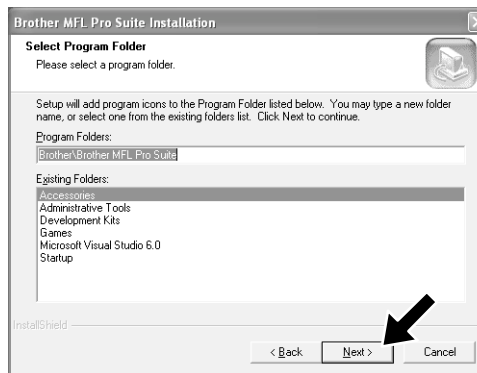 Brother MFL Pro Suite Installation
Select Program Folder
Please select a program folder.
Setup will add program icons to the Program Folder listed below. You may type a new folder
name, or select one from the existing folders list. Click Next to continue.
Program Folders:
Brother\Brother MFL Pro Suite
Existing Folders:
Accessories
Administrative Tools
Development Kits
Games
Microsoft Visual Studio 6.0
Startup
InstallShield
< Back Next > Cancel